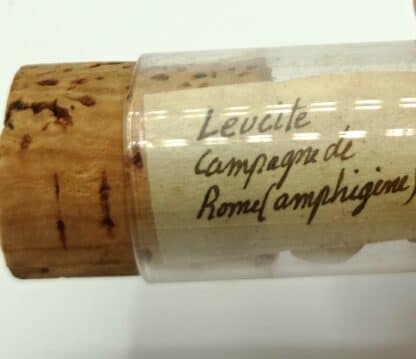 Leucite
Campagne de
Rome (amphigène)